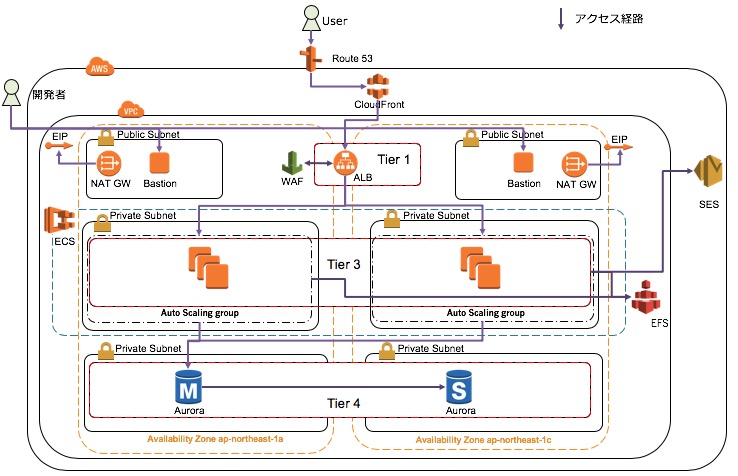 User
アクセス経路
Route 53
AWS
開発者
CloudFront
VPC
EIP
Public Subnet
Public Subnet
EIP
Tier 1
NAT GW
Bastion
WAF
ALB
Bastion
NAT GW
SES
Private Subnet
Private Subnet
ECS
Tier 3
Auto Scaling group
Auto Scaling group
EFS
Private Subnet
Private Subnet
M
S
Aurora
Aurora
Tier 4
Availability Zone ap-northeast-1a
Availability Zone ap-northeast-1c